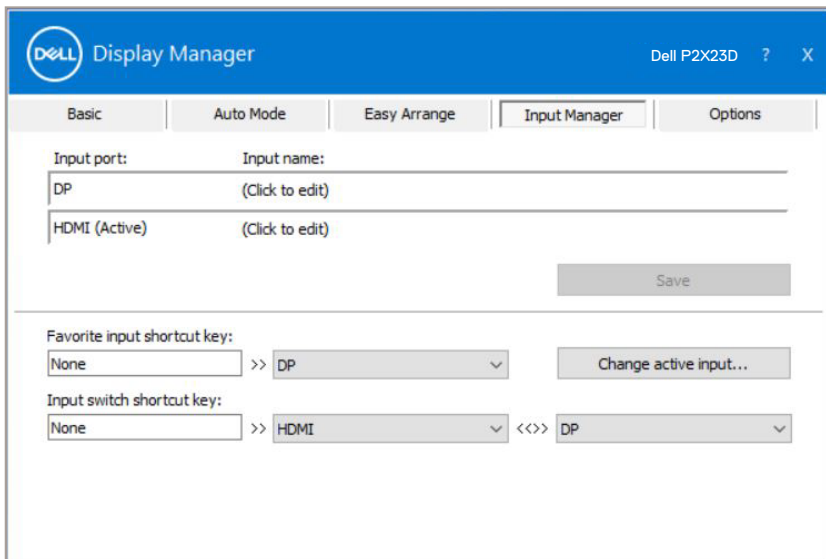 DELL Display Manager Dell P2X23D ? X
Basic Auto Mode Easy Arrange Input Manager Options
Input port: Input name:
DP (Click to edit)
HDMI (Active) (Click to edit)
Save
Favorite input shortcut key:
None >> DP Change active input...
Input switch shortcut key:
None >> HDMI <<>> DP